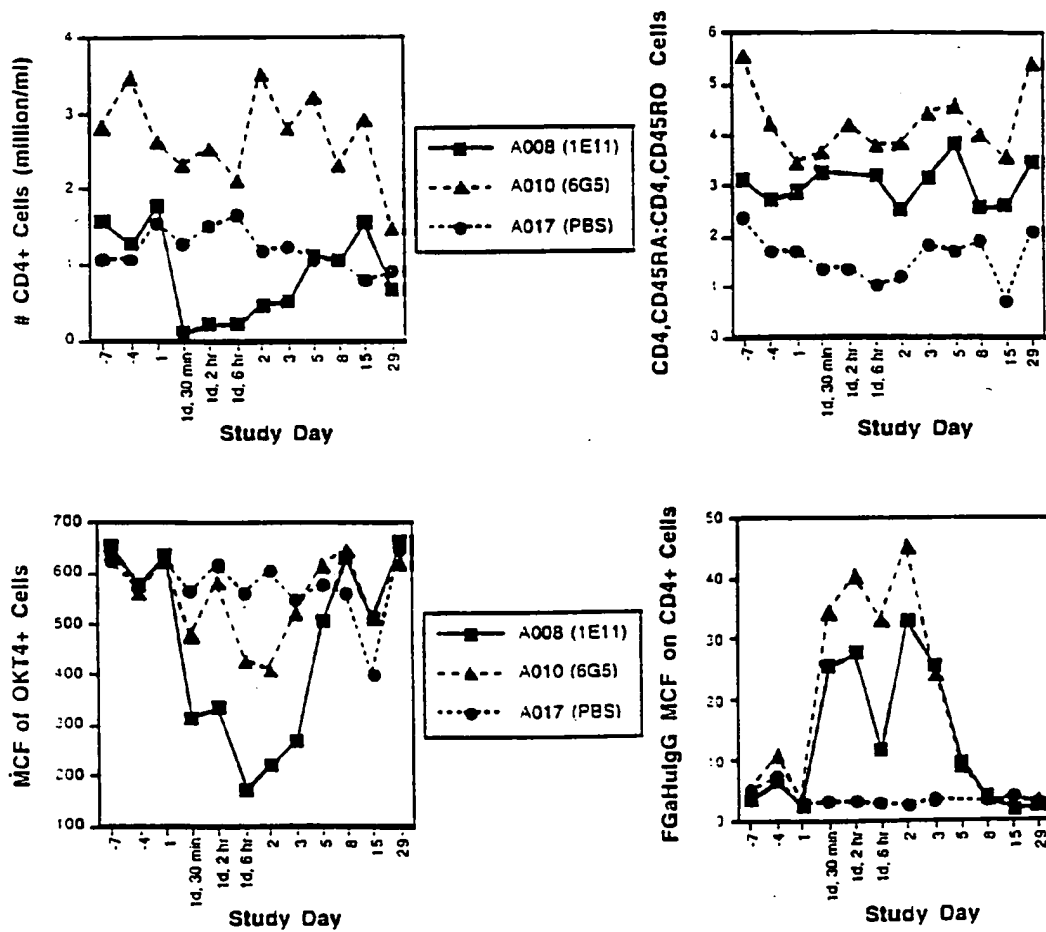 # CD4+ Cells (million/ml)
4
3
2
1
0
-7
-4
1
1d, 30 min
1d, 2 hr
1d, 6 hr
2
3
5
8
15
29
Study Day
A008 (1E11)
A010 (6G5)
A017 (PBS)
CD4,CD45RA:CD4,CD45RO Cells
6
5
4
3
2
1
0
-7
-4
1
1d, 30 min
1d, 2 hr
1d, 6 hr
2
3
5
8
15
29
Study Day
MCF of OKT4+ Cells
700
600
500
400
300
200
100
-7
-4
1
1d, 30 min
1d, 2 hr
1d, 6 hr
2
3
5
8
15
29
Study Day
A008 (1E11)
A010 (6G5)
A017 (PBS)
FGaHuIgG MCF on CD4+ Cells
50
40
30
20
10
0
-7
-4
1
1d, 30 min
1d, 2 hr
1d, 6 hr
2
3
5
8
15
29
Study Day